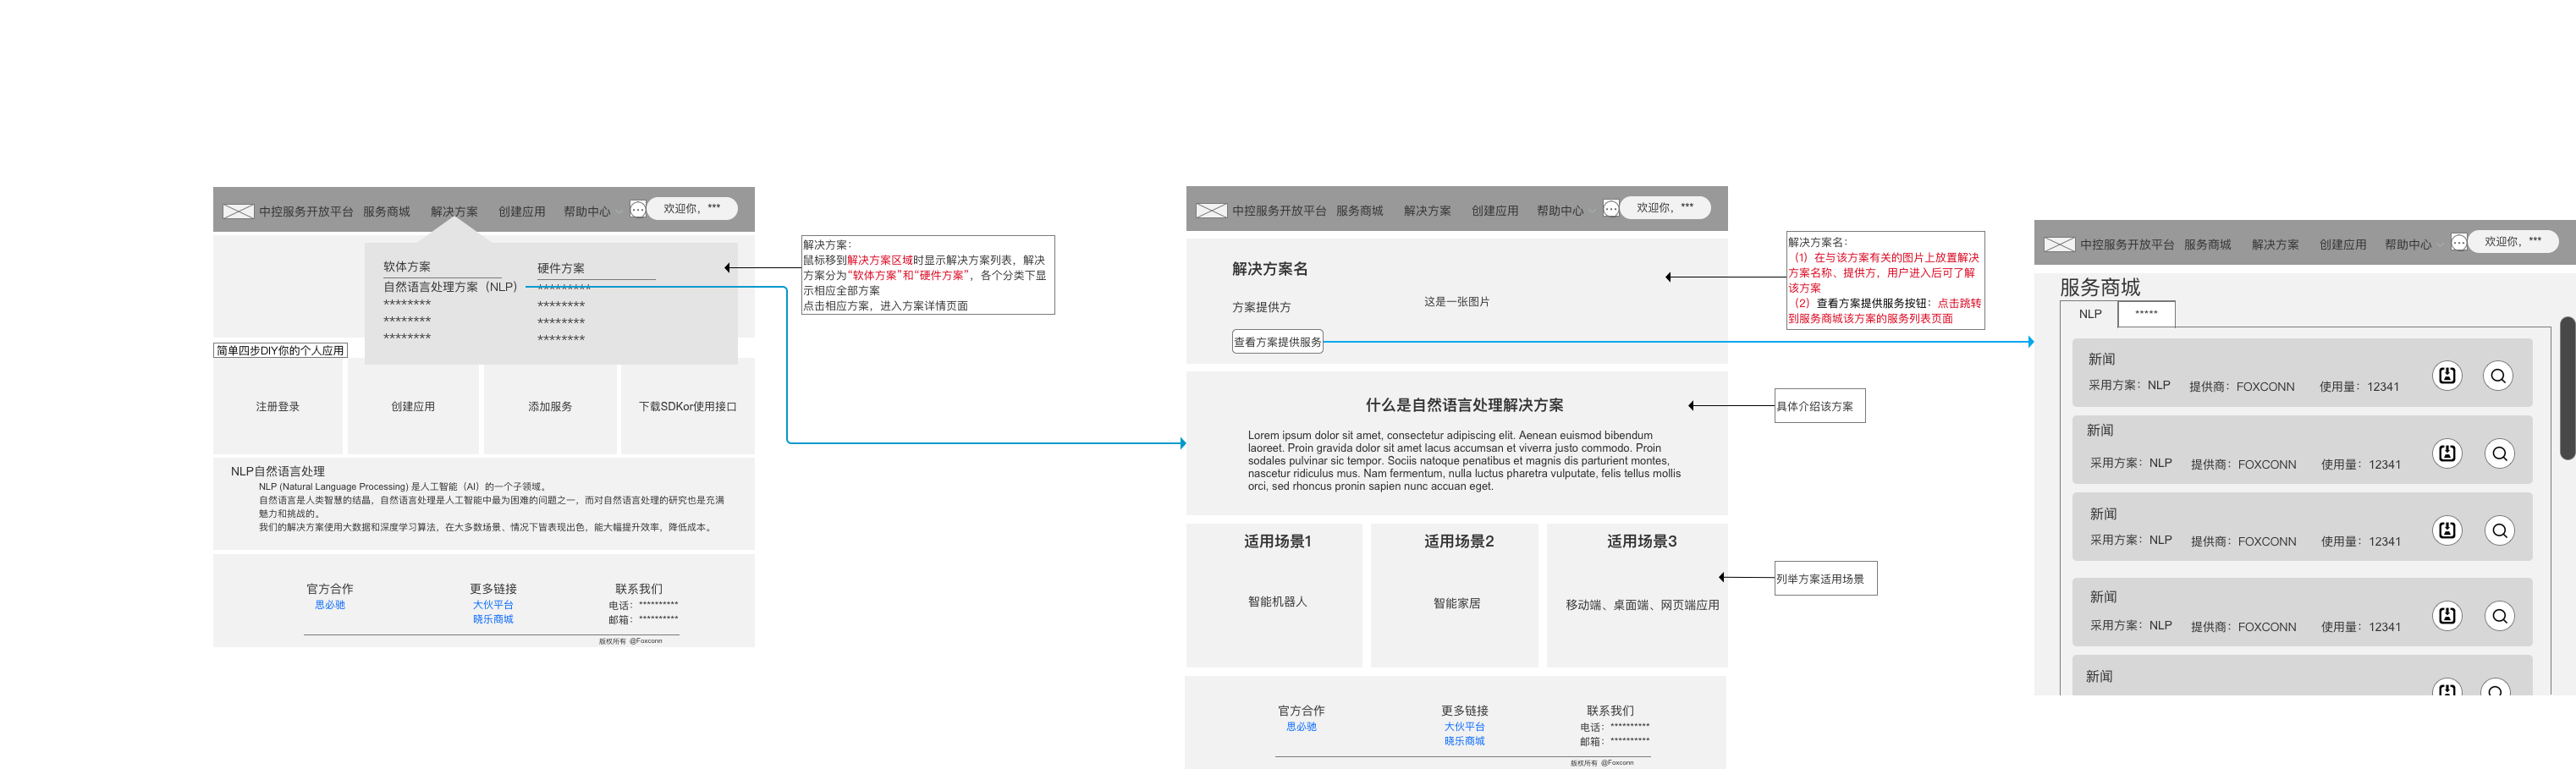 中控服务开放平台 服务商城 解决方案 创建应用 帮助中心 欢迎你，***
软体方案
自然语言处理方案（NLP）
********
********
********
硬件方案
*********
********
********
********
简单四步DIY你的个人应用
注册登录
创建应用
添加服务
下载SDKor使用接口
NLP自然语言处理
NLP (Natural Language Processing) 是人工智能（AI）的一个子领域。
自然语言是人类智慧的结晶，自然语言处理是人工智能中最为困难的问题之一，而对自然语言处理的研究也是充满
魅力和挑战的。
我们的解决方案使用大数据和深度学习算法，在大多数场景、情况下皆表现出色，能大幅提升效率，降低成本。
官方合作
思必驰
更多链接
大伙平台
晓乐商城
联系我们
电话：**********
邮箱：**********
版权所有 @Foxconn
解决方案：
鼠标移到解决方案区域时显示解决方案列表，解决
方案分为“软体方案”和“硬件方案”，各个分类下显
示相应全部方案
点击相应方案，进入方案详情页面
中控服务开放平台 服务商城 解决方案 创建应用 帮助中心 欢迎你，***
解决方案名
方案提供方
这是一张图片
查看方案提供服务
什么是自然语言处理解决方案
Lorem ipsum dolor sit amet, consectetur adipiscing elit. Aenean euismod bibendum
laoreet. Proin gravida dolor sit amet lacus accumsan et viverra justo commodo. Proin
sodales pulvinar sic tempor. Sociis natoque penatibus et magnis dis parturient montes,
nascetur ridiculus mus. Nam fermentum, nulla luctus pharetra vulputate, felis tellus mollis
orci, sed rhoncus pronin sapien nunc accuan eget.
适用场景1
智能机器人
适用场景2
智能家居
适用场景3
移动端、桌面端、网页端应用
官方合作
思必驰
更多链接
大伙平台
晓乐商城
联系我们
电话：**********
邮箱：**********
版权所有 @Foxconn
解决方案名：
（1）在与该方案有关的图片上放置解决
方案名称、提供方，用户进入后可了解
该方案
（2）查看方案提供服务按钮：点击跳转
到服务商城该方案的服务列表页面
具体介绍该方案
列举方案适用场景
中控服务开放平台 服务商城 解决方案 创建应用 帮助中心 欢迎你，***
服务商城
NLP *****
新闻
采用方案：NLP 提供商：FOXCONN 使用量：12341
新闻
采用方案：NLP 提供商：FOXCONN 使用量：12341
新闻
采用方案：NLP 提供商：FOXCONN 使用量：12341
新闻
采用方案：NLP 提供商：FOXCONN 使用量：12341
新闻